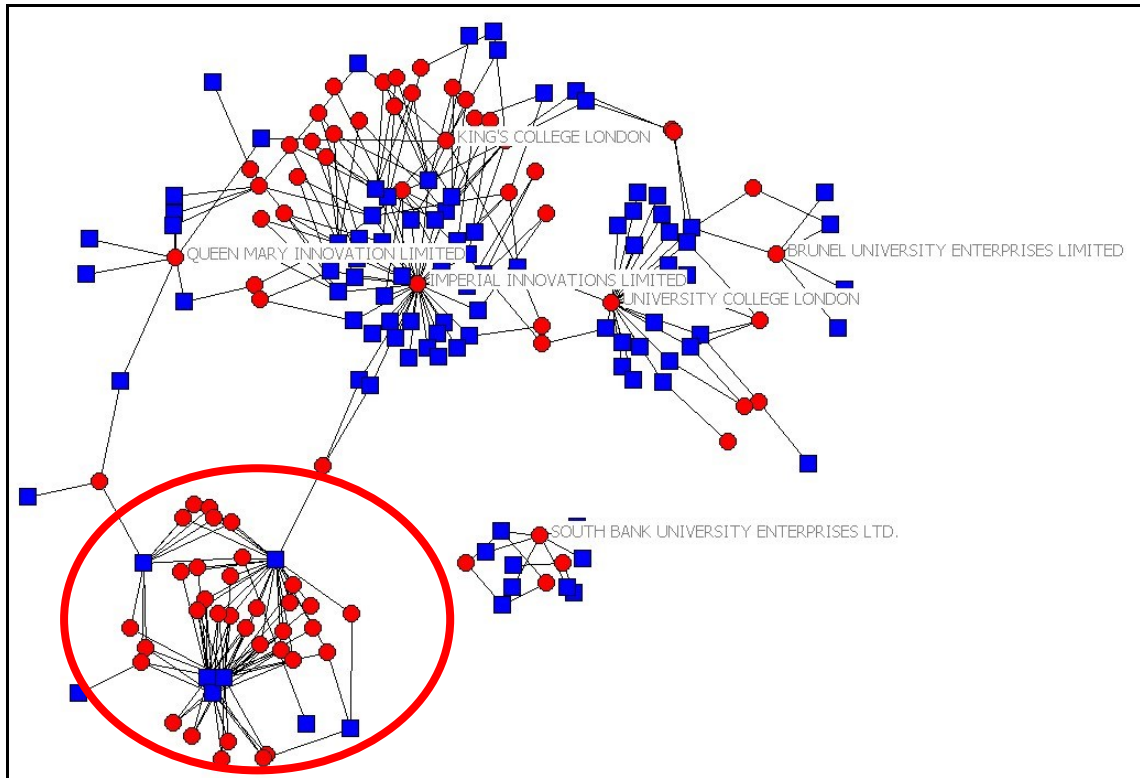 KING'S COLLEGE LONDON
QUEEN MARY INNOVATION LIMITED
BRUNEL UNIVERSITY ENTERPRISES LIMITED
IMPERIAL INNOVATIONS LIMITED
UNIVERSITY COLLEGE LONDON
SOUTH BANK UNIVERSITY ENTERPRISES LTD.